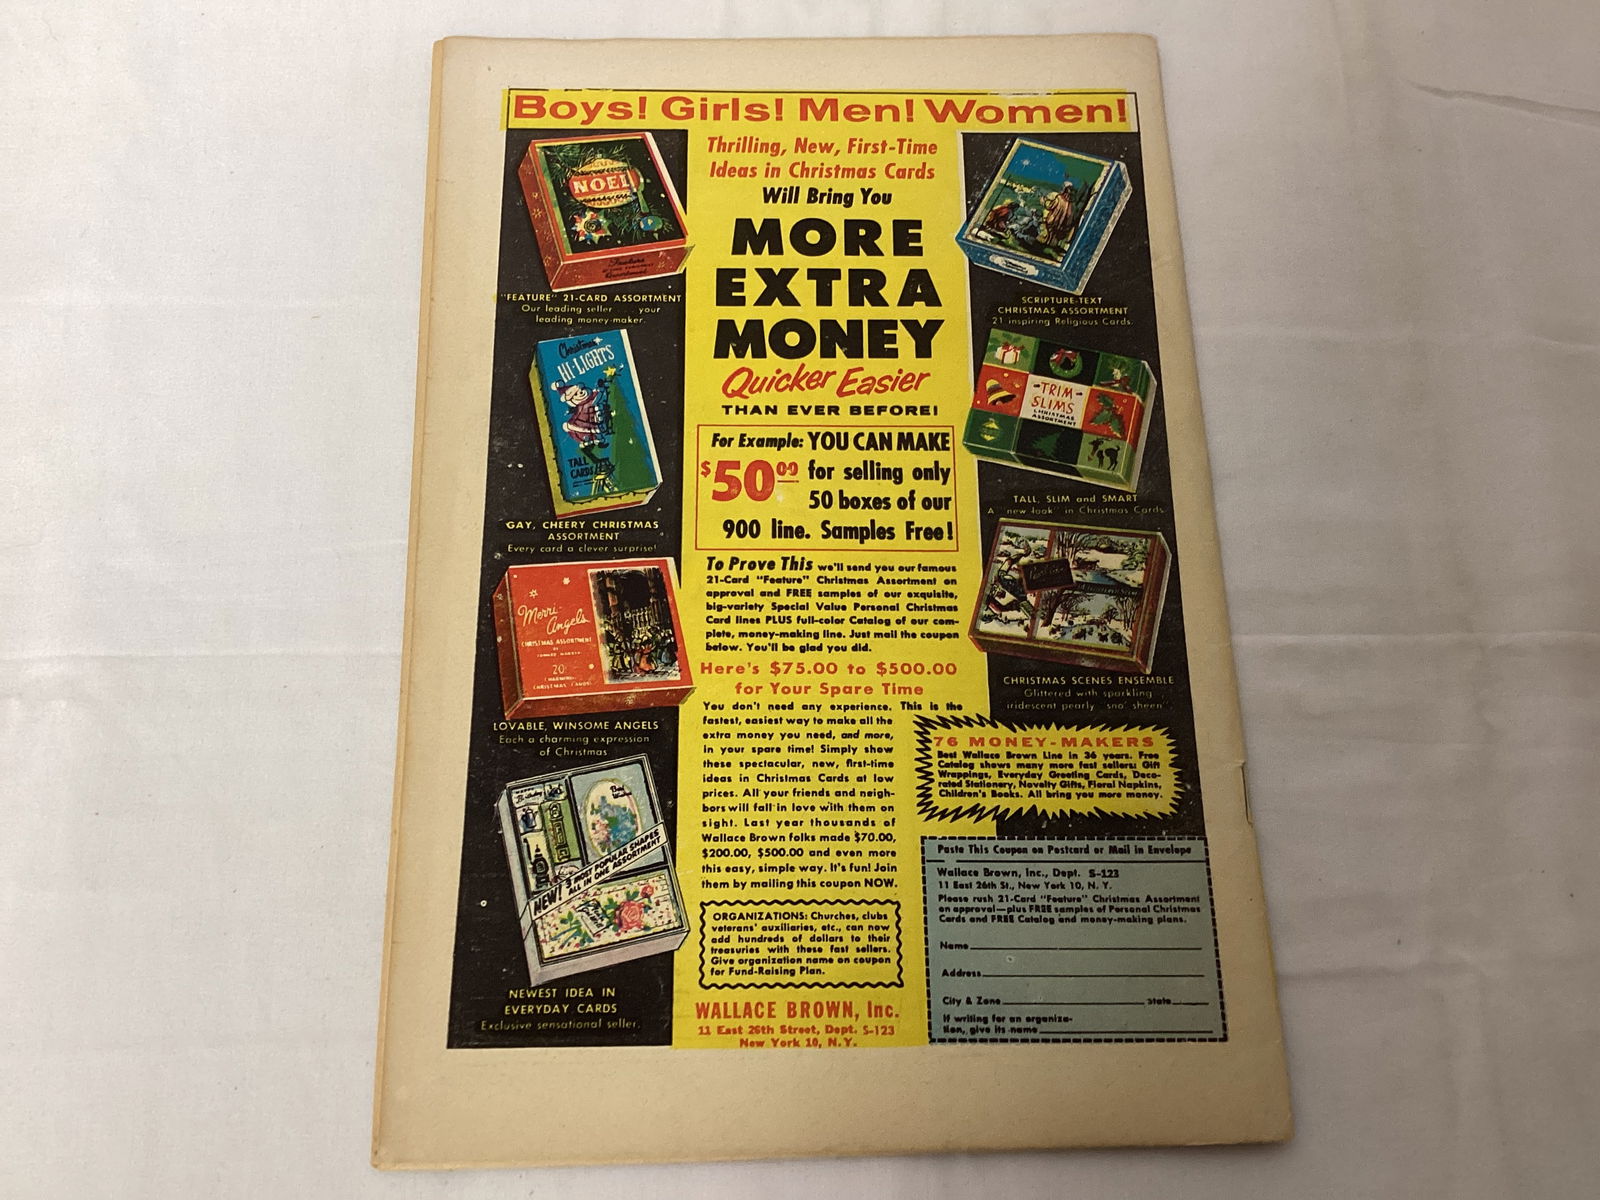 Boys! Girls! Men! Women!
NOEL
Feature
Assortment
"FEATURE" 21-CARD ASSORTMENT
Our leading seller . . . your
leading money-maker.
Christmas
HI-LIGHTS
TALL
CARDS
GAY, CHEERY CHRISTMAS
ASSORTMENT
Every card a clever surprise!
Merri-
Angels
CHRISTMAS ASSORTMENT
20
CHARMING
CHRISTMAS CARDS
LOVABLE, WINSOME ANGELS
Each a charming expression
of Christmas
Birthday
Best
Wishes
NEW! 3 MOST POPULAR SHAPES
ALL IN ONE ASSORTMENT
NEWEST IDEA IN
EVERYDAY CARDS
Exclusive sensational seller.
Thrilling, New, First-Time
Ideas in Christmas Cards
Will Bring You
MORE
EXTRA
MONEY
Quicker Easier
THAN EVER BEFORE!
For Example: YOU CAN MAKE
$50.00 for selling only
50 boxes of our
900 line. Samples Free!
To Prove This we'll send you our famous
21-Card "Feature" Christmas Assortment on
approval and FREE samples of our exquisite,
big-variety Special Value Personal Christmas
Card lines PLUS full-color Catalog of our com-
plete, money-making line. Just mail the coupon
below. You'll be glad you did.
Here's $75.00 to $500.00
for Your Spare Time
You don't need any experience. This is the
fastest, easiest way to make all the
extra money you need, and more,
in your spare time! Simply show
these spectacular, new, first-time
ideas in Christmas Cards at low
prices. All your friends and neigh-
bors will fall in love with them on
sight. Last year thousands of
Wallace Brown folks made $70.00,
$200.00, $500.00 and even more
this easy, simple way. It's fun! Join
them by mailing this coupon NOW.
ORGANIZATIONS: Churches, clubs
veterans' auxiliaries, etc., can now
add hundreds of dollars to their
treasuries with these fast sellers.
Give organization name on coupon
for Fund-Raising Plan.
WALLACE BROWN, Inc.
11 East 26th Street, Dept. S-123
New York 10, N.Y.
SCRIPTURE-TEXT
CHRISTMAS ASSORTMENT
21 inspiring Religious Cards.
TRIM
SLIMS
CHRISTMAS
ASSORTMENT
TALL, SLIM and SMART
A "new look" in Christmas Cards
CHRISTMAS SCENES ENSEMBLE
Glittered with sparkling
iridescent pearly "sno' sheen".
76 MONEY-MAKERS
Best Wallace Brown Line in 36 years. Free
Catalog shows many more fast sellers: Gift
Wrappings, Everyday Greeting Cards, Deco-
rated Stationery, Novelty Gifts, Floral Napkins,
Children's Books. All bring you more money.
Paste This Coupon on Postcard or Mail in Envelope
Wallace Brown, Inc., Dept. S-123
11 East 26th St., New York 10, N. Y.
Please rush 21-Card "Feature" Christmas Assortment
on approval—plus FREE samples of Personal Christmas
Cards and FREE Catalog and money-making plans.
Name
Address
City & Zone State
If writing for an organiza-
tion, give its name